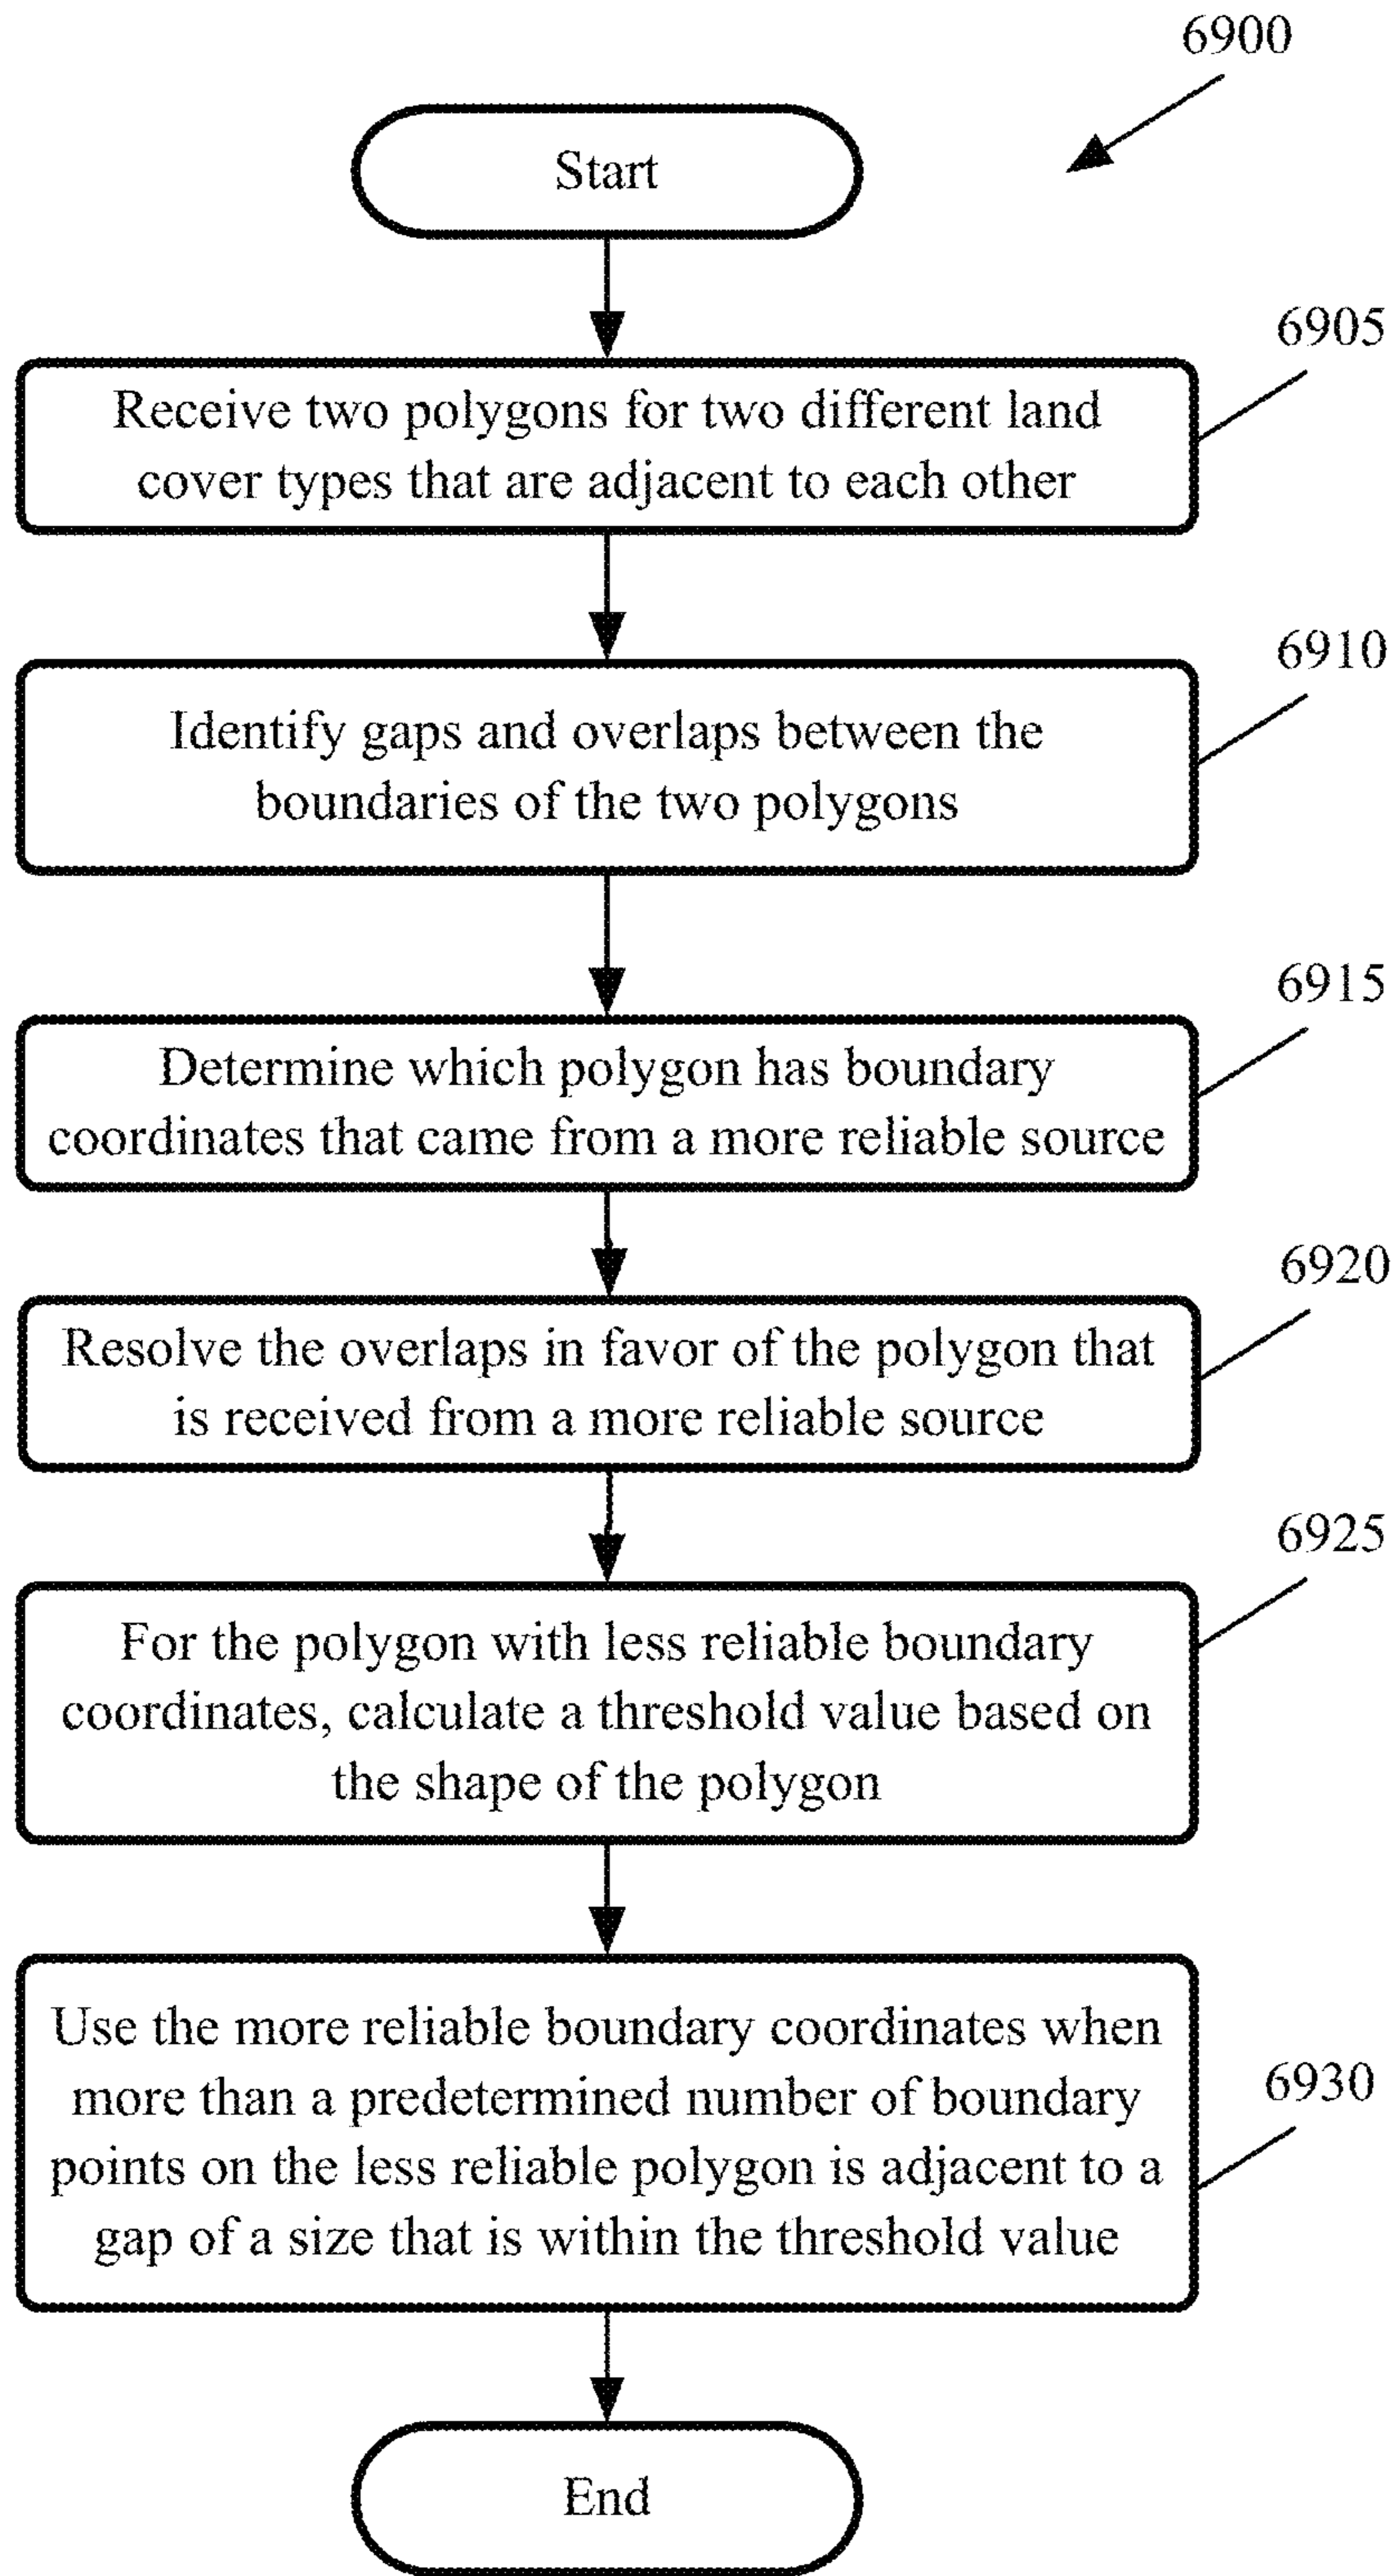 6900
Start
6905
Receive two polygons for two different land
cover types that are adjacent to each other
6910
Identify gaps and overlaps between the
boundaries of the two polygons
6915
Determine which polygon has boundary
coordinates that came from a more reliable source
6920
Resolve the overlaps in favor of the polygon that
is received from a more reliable source
6925
For the polygon with less reliable boundary
coordinates, calculate a threshold value based on
the shape of the polygon
6930
Use the more reliable boundary coordinates when
more than a predetermined number of boundary
points on the less reliable polygon is adjacent to a
gap of a size that is within the threshold value
End